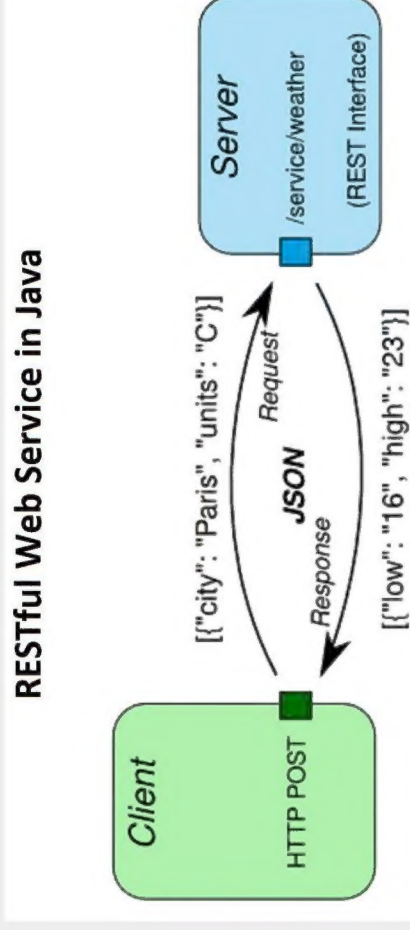 RESTful Web Service in Java
Client
HTTP POST
[{"city": "Paris", "units": "C"}]
Request
JSON
Response
[{"low": "16", "high": "23"}]
Server
/service/weather
(REST Interface)